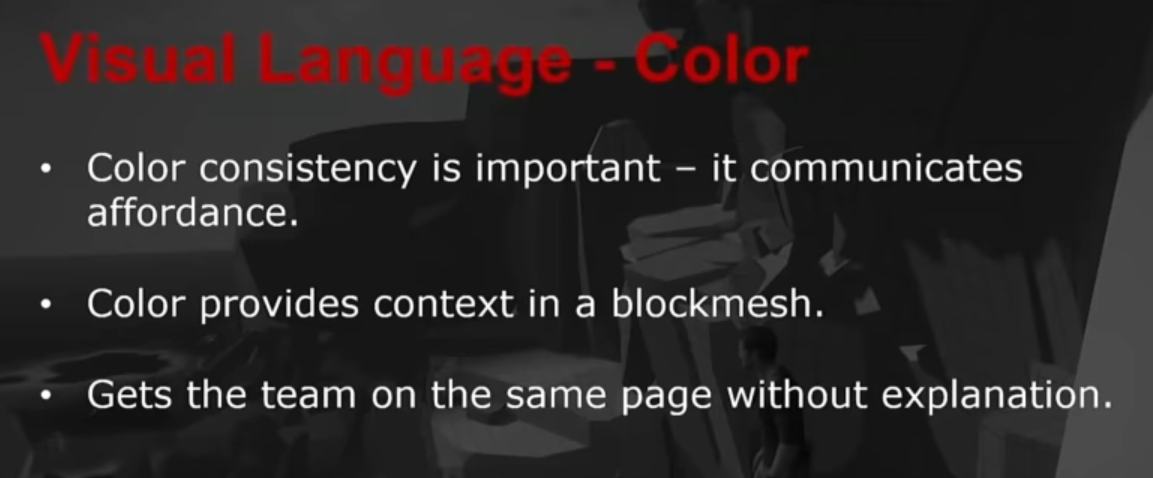 Visual Language - Color
• Color consistency is important – it communicates
affordance.
• Color provides context in a blockmesh.
• Gets the team on the same page without explanation.